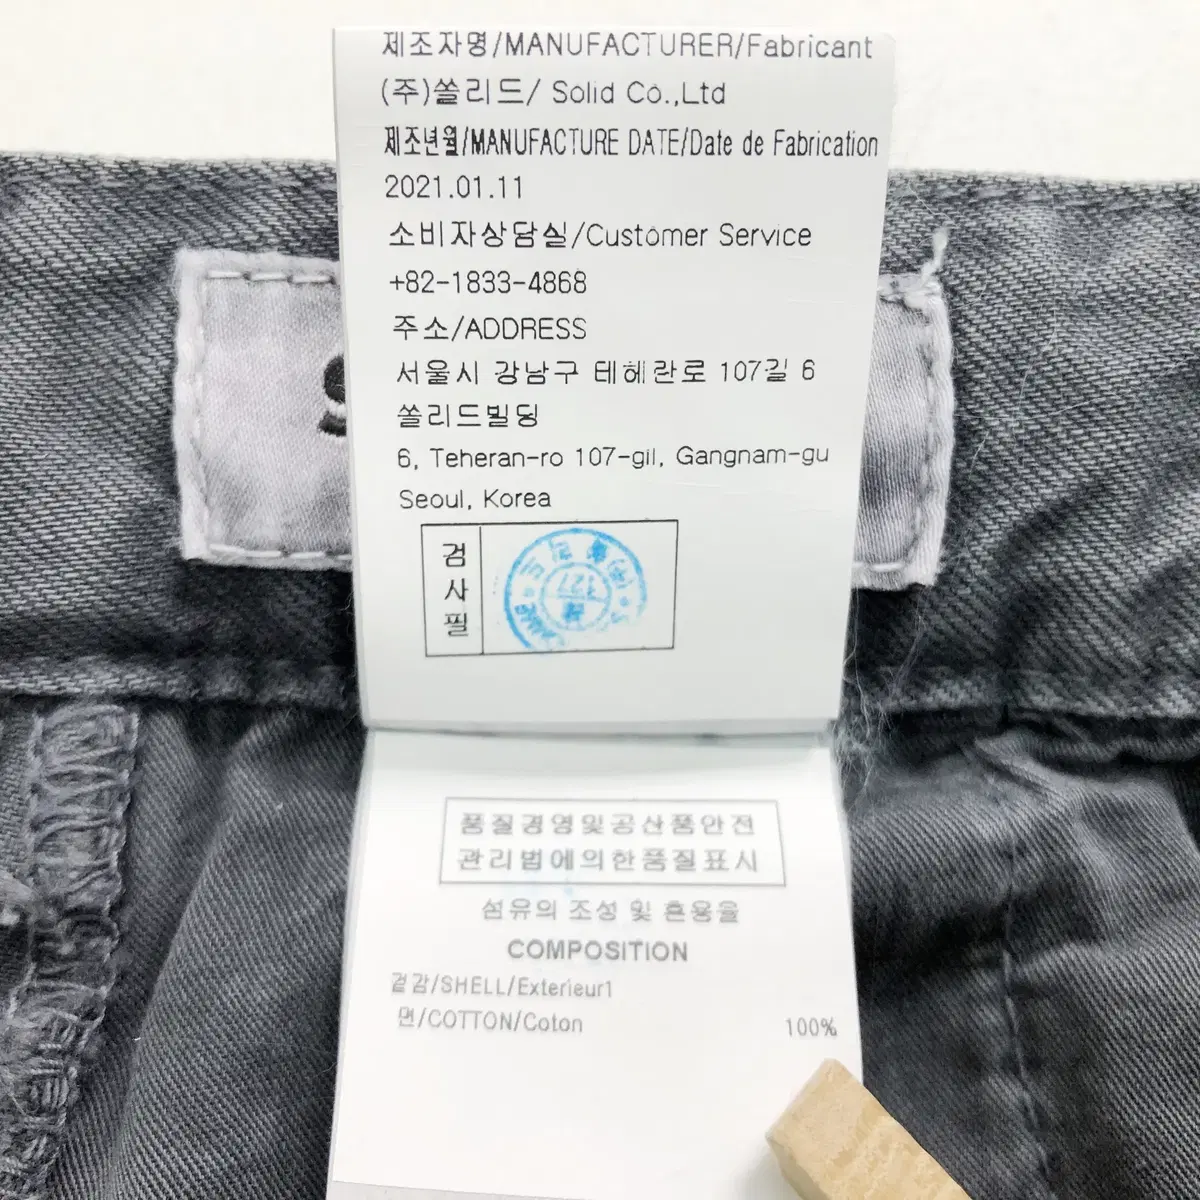 제조자명/MANUFACTURER/Fabricant
(주)쏠리드/ Solid Co.,Ltd
제조년월/MANUFACTURE DATE/Date de Fabrication
2021.01.11
소비자상담실/Customer Service
+82-1833-4868
주소/ADDRESS
서울시 강남구 테헤란로 107길 6
쏠리드빌딩
6, Teheran-ro 107-gil, Gangnam-gu
Seoul, Korea
검
사
필
127
품질경영및공산품안전
관리법에의한품질표시
섬유의 조성 및 혼용율
COMPOSITION
겉감/SHELL/Exterieur1
면/COTTON/Coton 100%